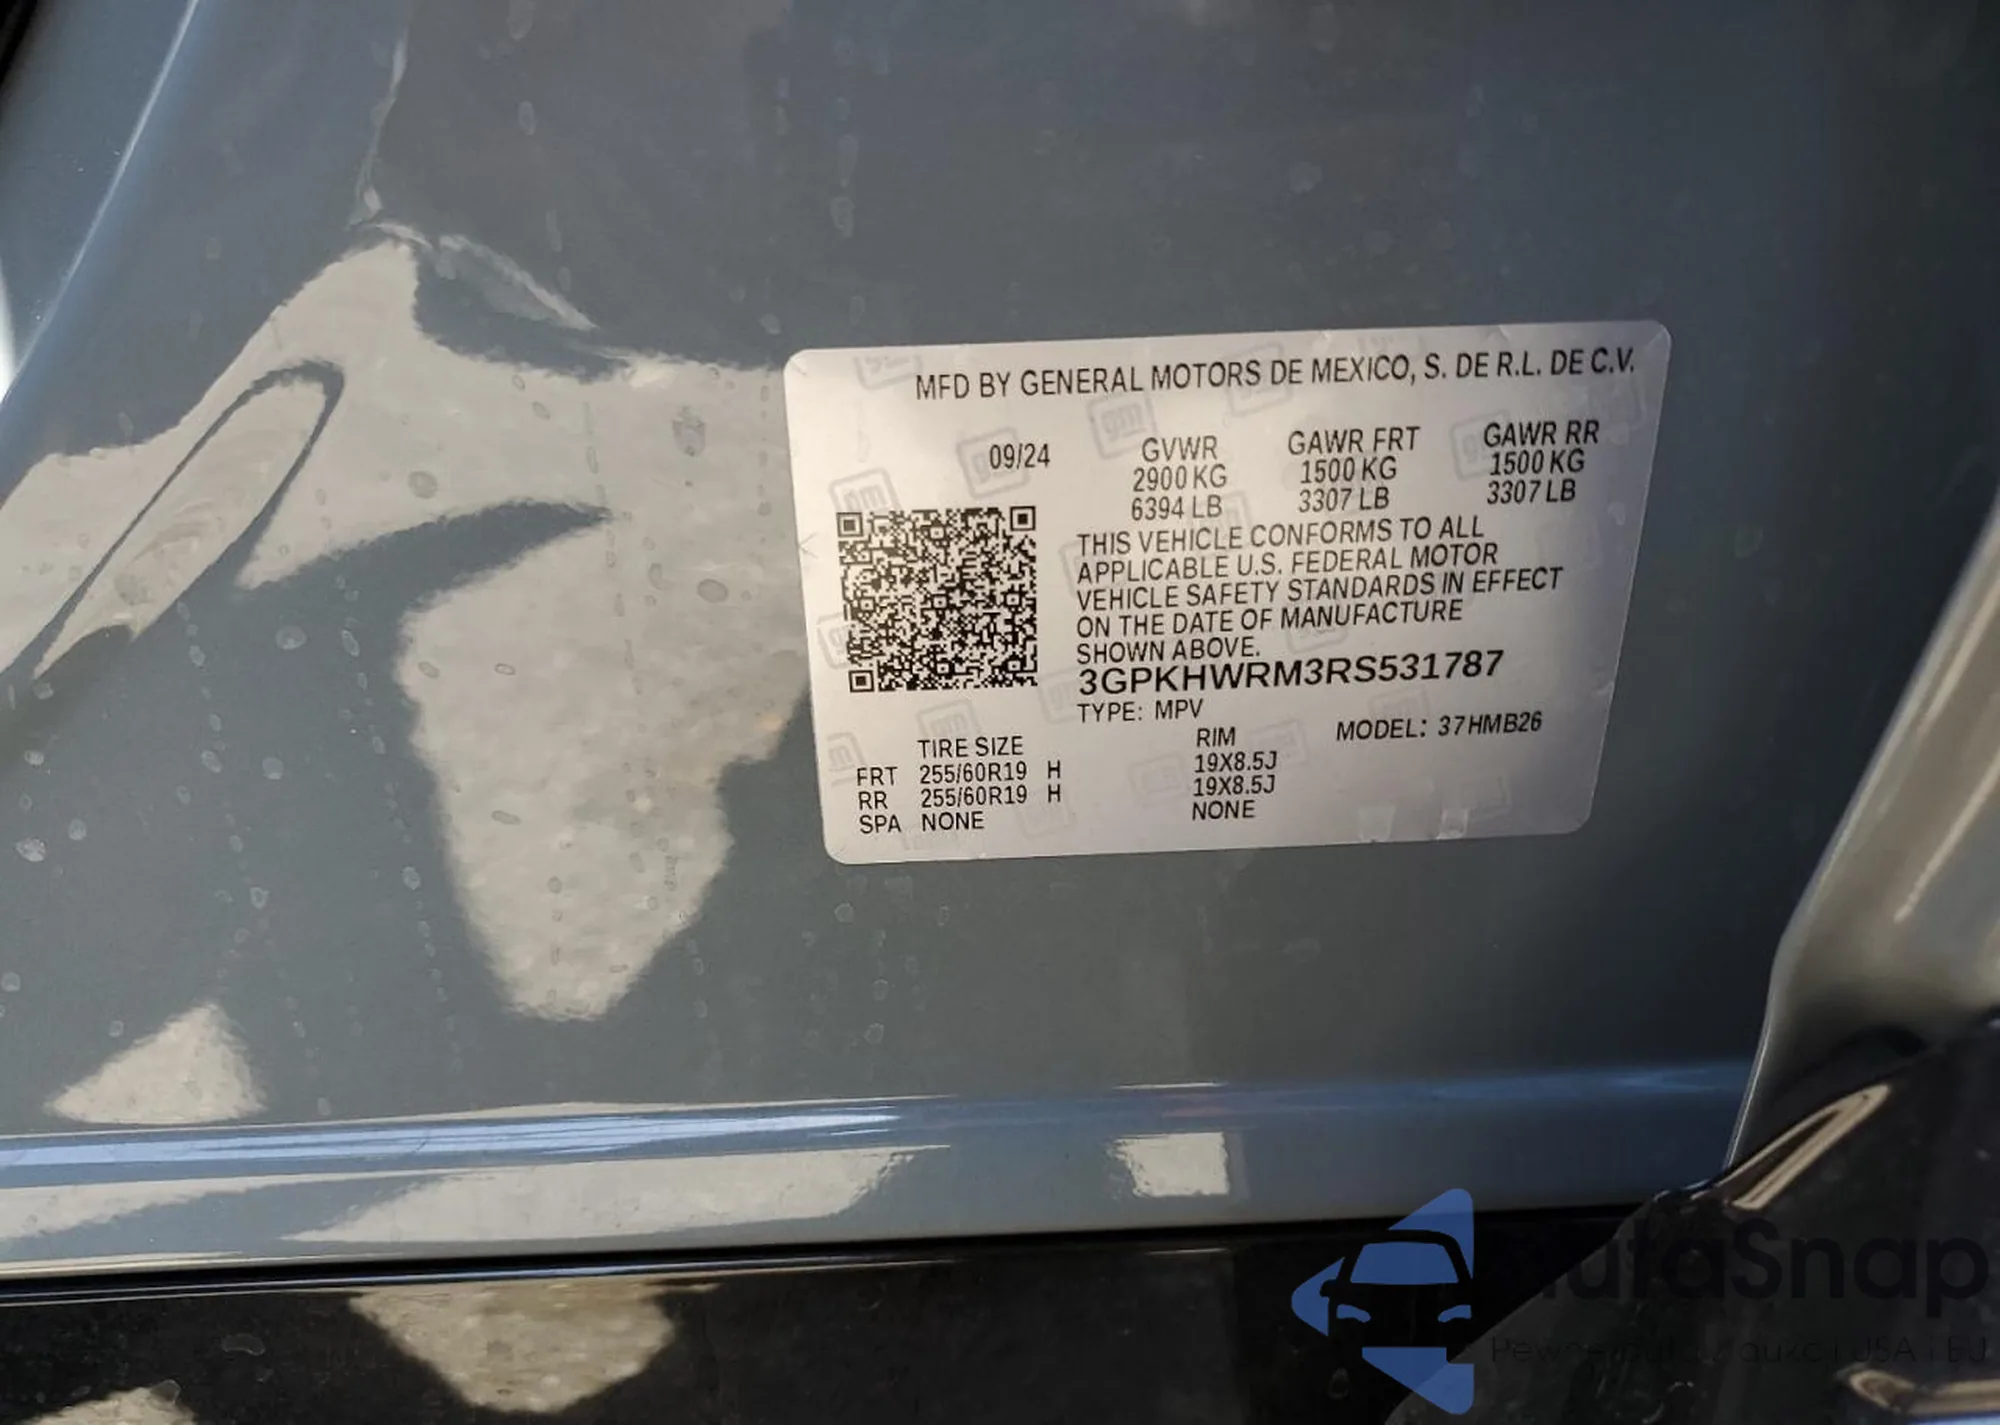 MFD BY GENERAL MOTORS DE MEXICO, S. DE R.L. DE C.V.
09/24 GVWR GAWR FRT GAWR RR
2900 KG 1500 KG 1500 KG
6394 LB 3307 LB 3307 LB
THIS VEHICLE CONFORMS TO ALL
APPLICABLE U.S. FEDERAL MOTOR
VEHICLE SAFETY STANDARDS IN EFFECT
ON THE DATE OF MANUFACTURE
SHOWN ABOVE.
3GPKHWRM3RS531787
TYPE: MPV
TIRE SIZE RIM MODEL: 37HMB26
FRT 255/60R19 H 19X8.5J
RR 255/60R19 H 19X8.5J
SPA NONE NONE
AutaSnap